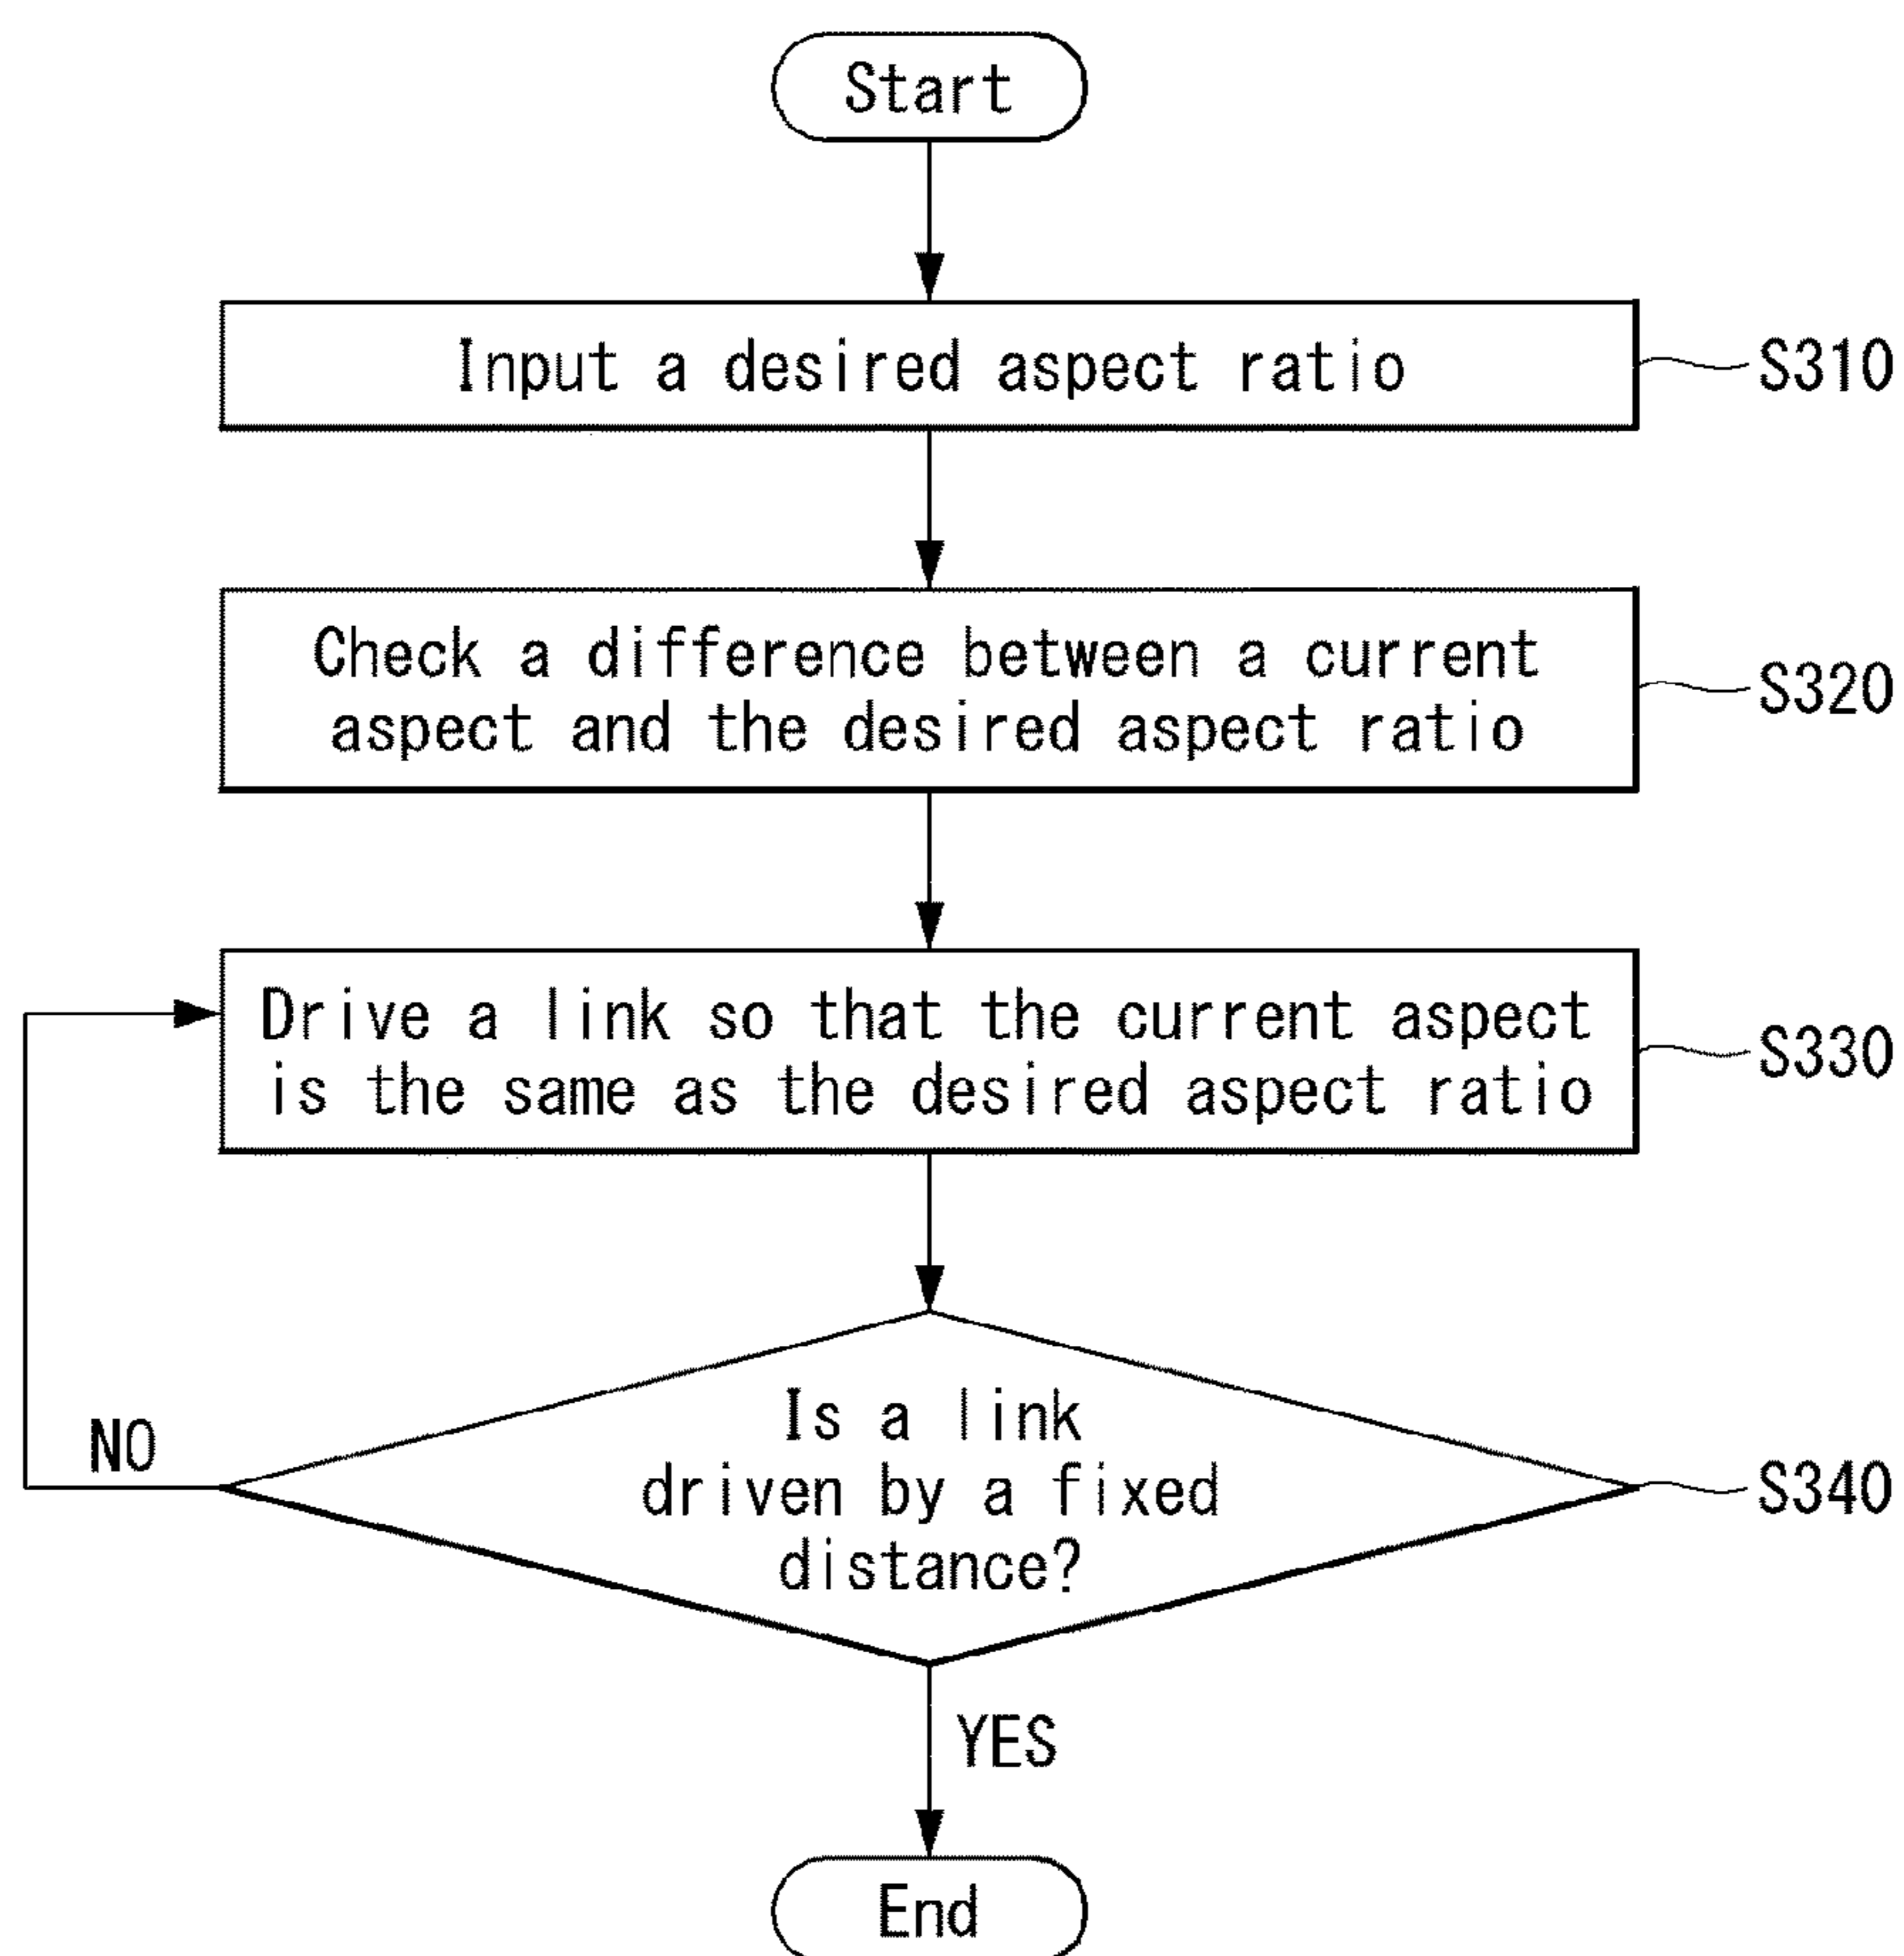 Start
Input a desired aspect ratio
S310
Check a difference between a current
aspect and the desired aspect ratio
S320
Drive a link so that the current aspect
is the same as the desired aspect ratio
S330
Is a link
driven by a fixed
distance?
S340
NO
YES
End